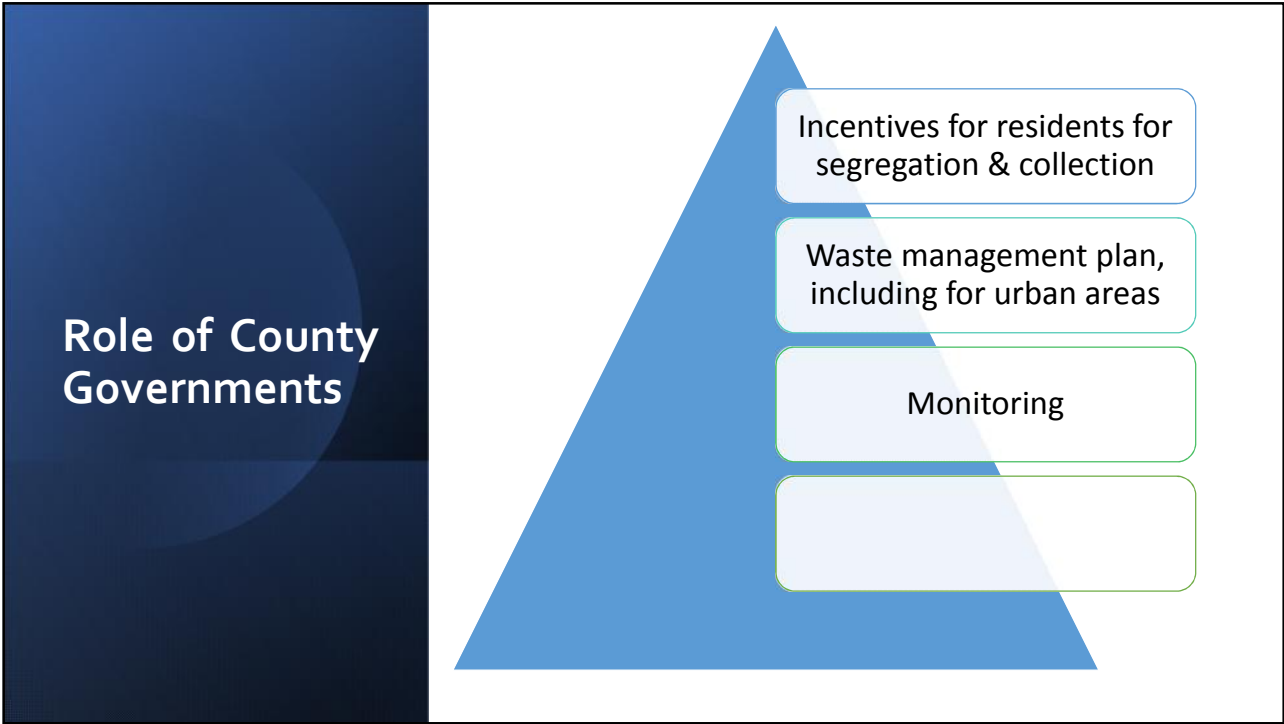 Role of County
Governments
Incentives for residents for
segregation & collection
Waste management plan,
including for urban areas
Monitoring